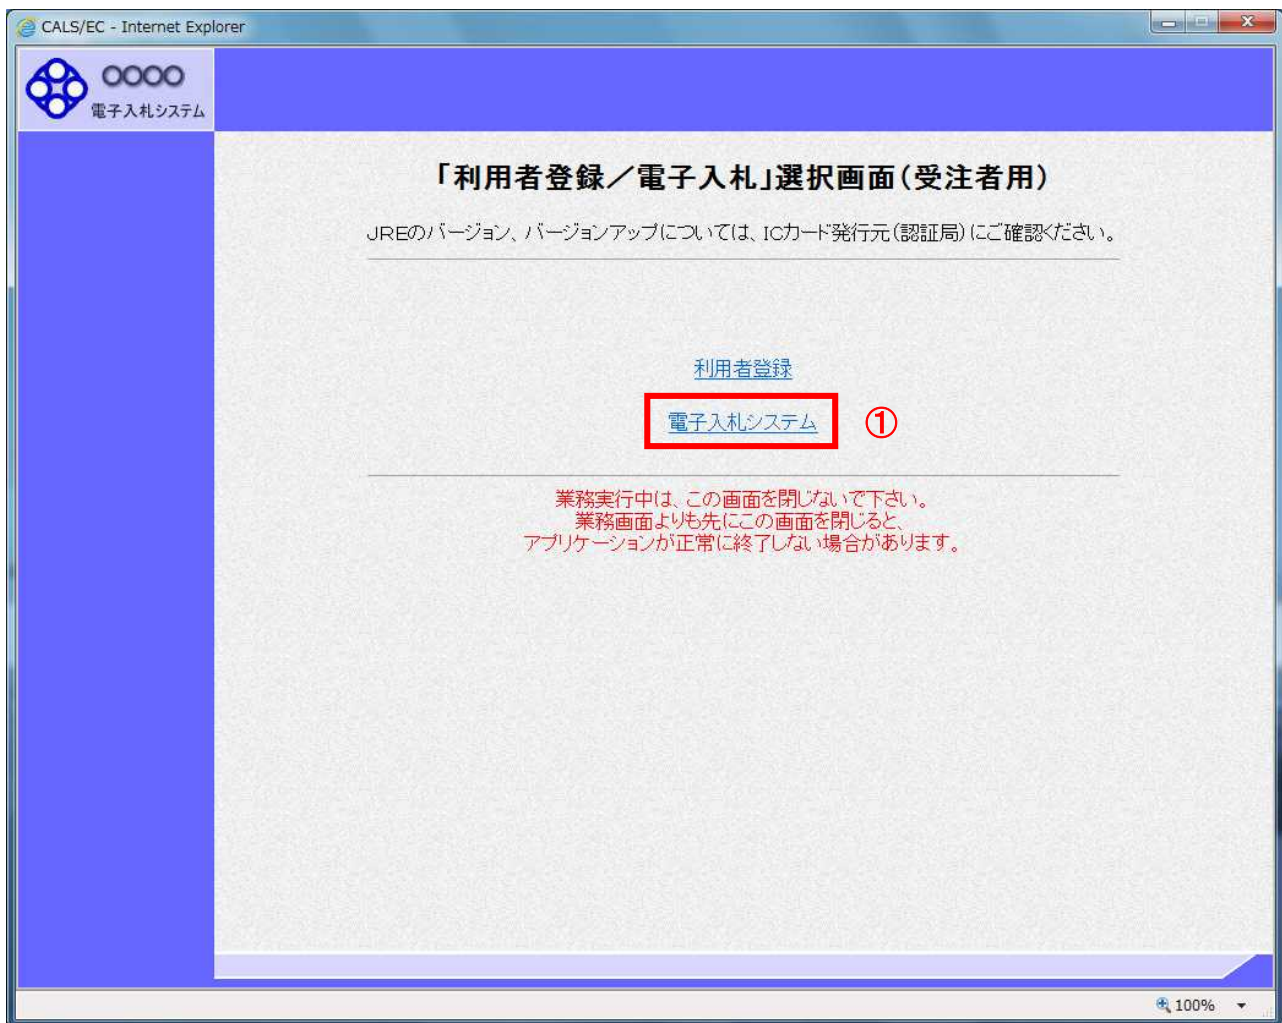 CALS/EC - Internet Explorer
○○○○
電子入札システム
「利用者登録／電子入札」選択画面(受注者用)
JREのバージョン、バージョンアップについては、ICカード発行元(認証局)にご確認ください。
利用者登録
電子入札システム ①
業務実行中は、この画面を閉じないで下さい。
業務画面よりも先にこの画面を閉じると、
アプリケーションが正常に終了しない場合があります。
100%